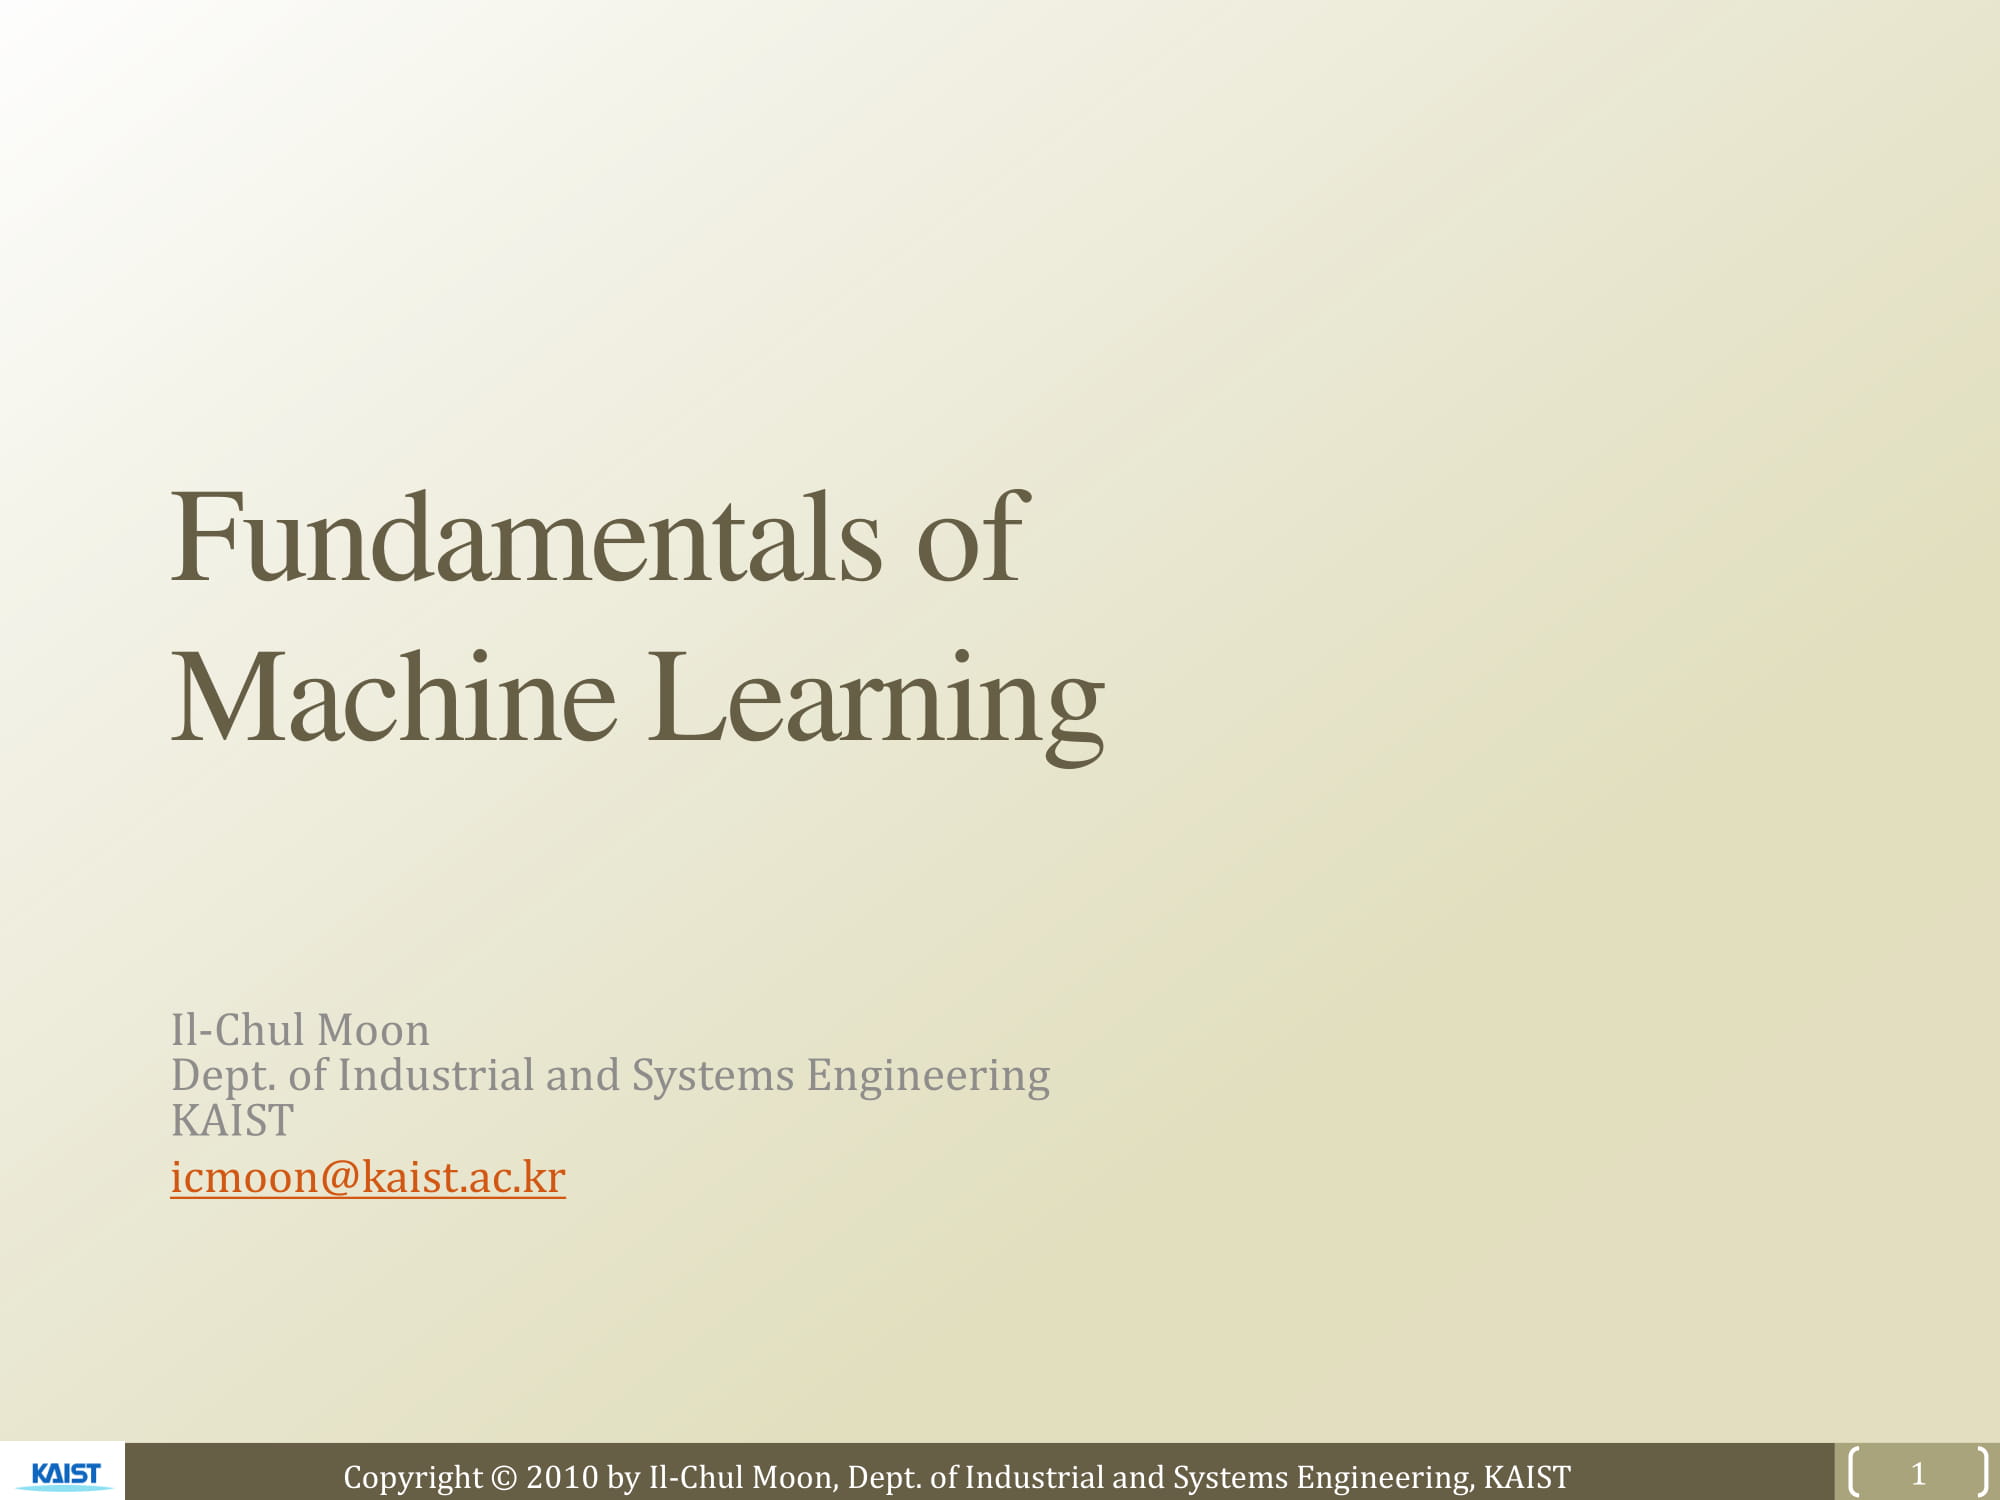 Fundamentals of
Machine Learning
Il-Chul Moon
Dept. of Industrial and Systems Engineering
KAIST
icmoon@kaist.ac.kr
KAIST
Copyright © 2010 by Il-Chul Moon, Dept. of Industrial and Systems Engineering, KAIST
1